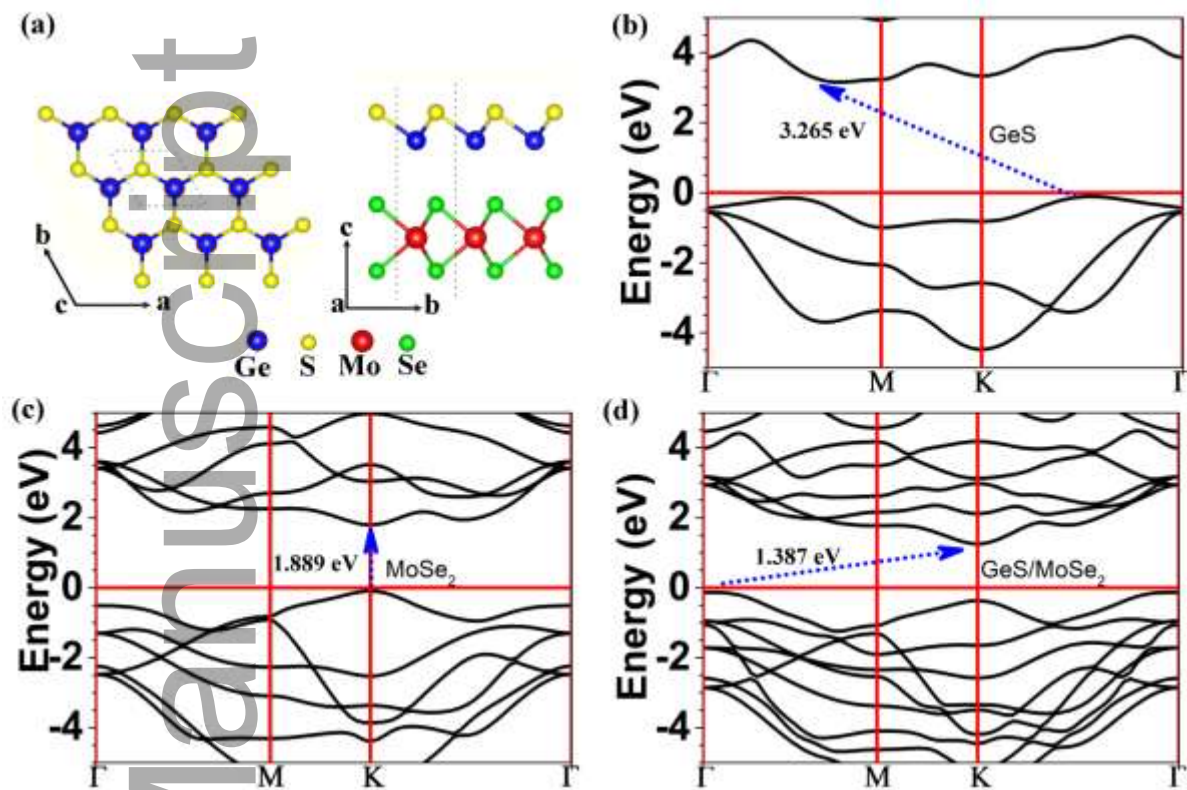 (a)
b
c
a
c
a
b
Ge
S
Mo
Se
(b)
Energy (eV)
4
2
0
-2
-4
3.265 eV
GeS
Γ
M
K
Γ
(c)
Energy (eV)
4
2
0
-2
-4
1.889 eV
MoSe₂
Γ
M
K
Γ
(d)
Energy (eV)
4
2
0
-2
-4
1.387 eV
GeS/MoSe₂
Γ
M
K
Γ
anuscript